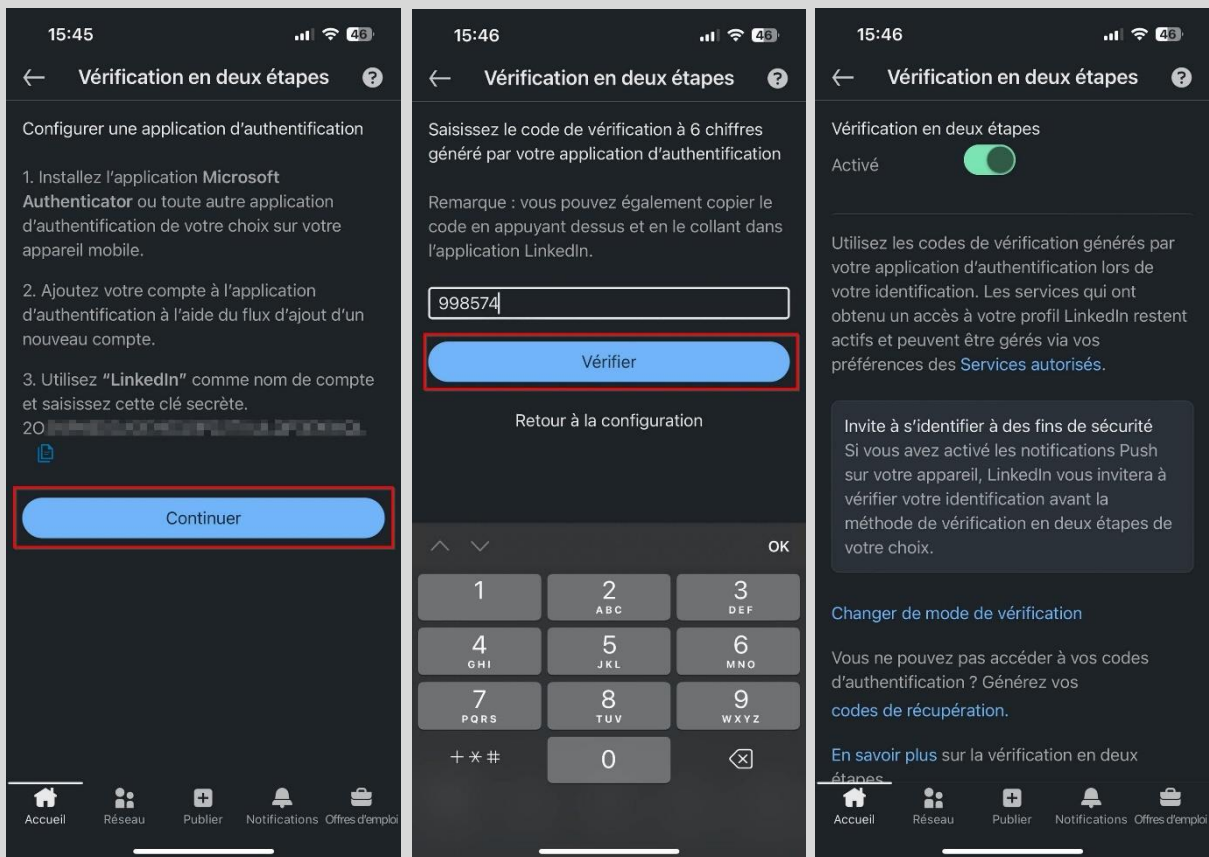 15:45
46
Vérification en deux étapes
?
Configurer une application d'authentification
1. Installez l'application Microsoft
Authenticator ou toute autre application
d'authentification de votre choix sur votre
appareil mobile.
2. Ajoutez votre compte à l'application
d'authentification à l'aide du flux d'ajout d'un
nouveau compte.
3. Utilisez “LinkedIn” comme nom de compte
et saisissez cette clé secrète.
Continuer
Accueil
Réseau
Publier
Notifications
Offres d'emploi
15:46
46
Vérification en deux étapes
?
Saisissez le code de vérification à 6 chiffres
généré par votre application d'authentification
Remarque : vous pouvez également copier le
code en appuyant dessus et en le collant dans
l'application LinkedIn.
998574
Vérifier
Retour à la configuration
OK
1
2
ABC
3
DEF
4
GHI
5
JKL
6
MNO
7
PQRS
8
TUV
9
WXYZ
+*#
0
15:46
46
Vérification en deux étapes
?
Vérification en deux étapes
Activé
Utilisez les codes de vérification générés par
votre application d'authentification lors de
votre identification. Les services qui ont
obtenu un accès à votre profil LinkedIn restent
actifs et peuvent être gérés via vos
préférences des Services autorisés.
Invite à s'identifier à des fins de sécurité
Si vous avez activé les notifications Push
sur votre appareil, LinkedIn vous invitera à
vérifier votre identification avant la
méthode de vérification en deux étapes de
votre choix.
Changer de mode de vérification
Vous ne pouvez pas accéder à vos codes
d'authentification ? Générez vos
codes de récupération.
En savoir plus sur la vérification en deux
étapes
Accueil
Réseau
Publier
Notifications
Offres d'emploi